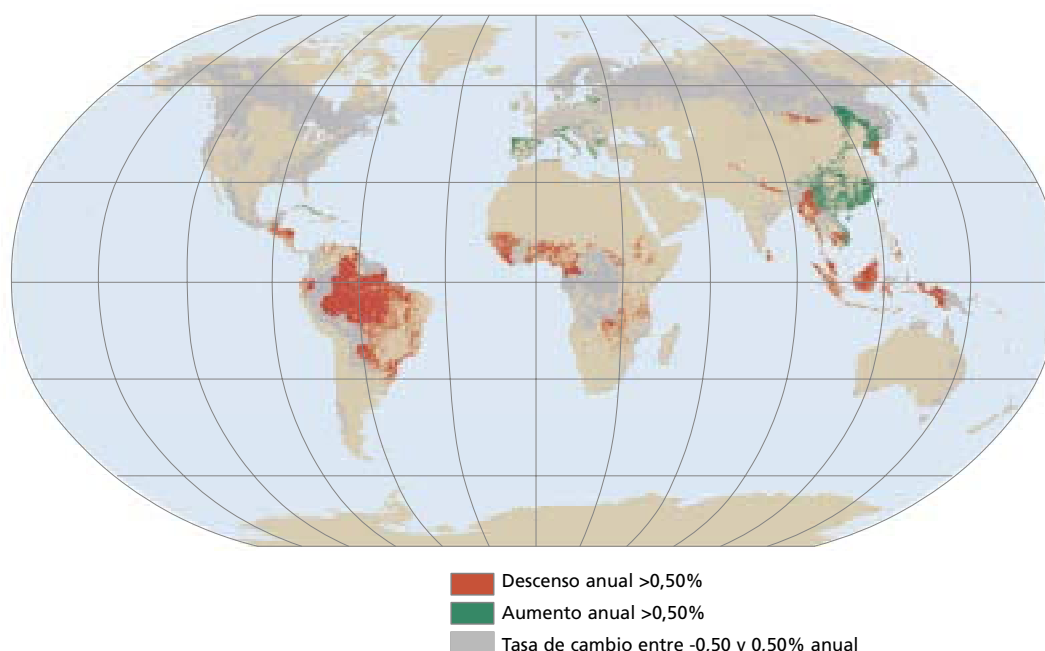 Descenso anual >0,50%
Aumento anual >0,50%
Tasa de cambio entre -0,50 y 0,50% anual